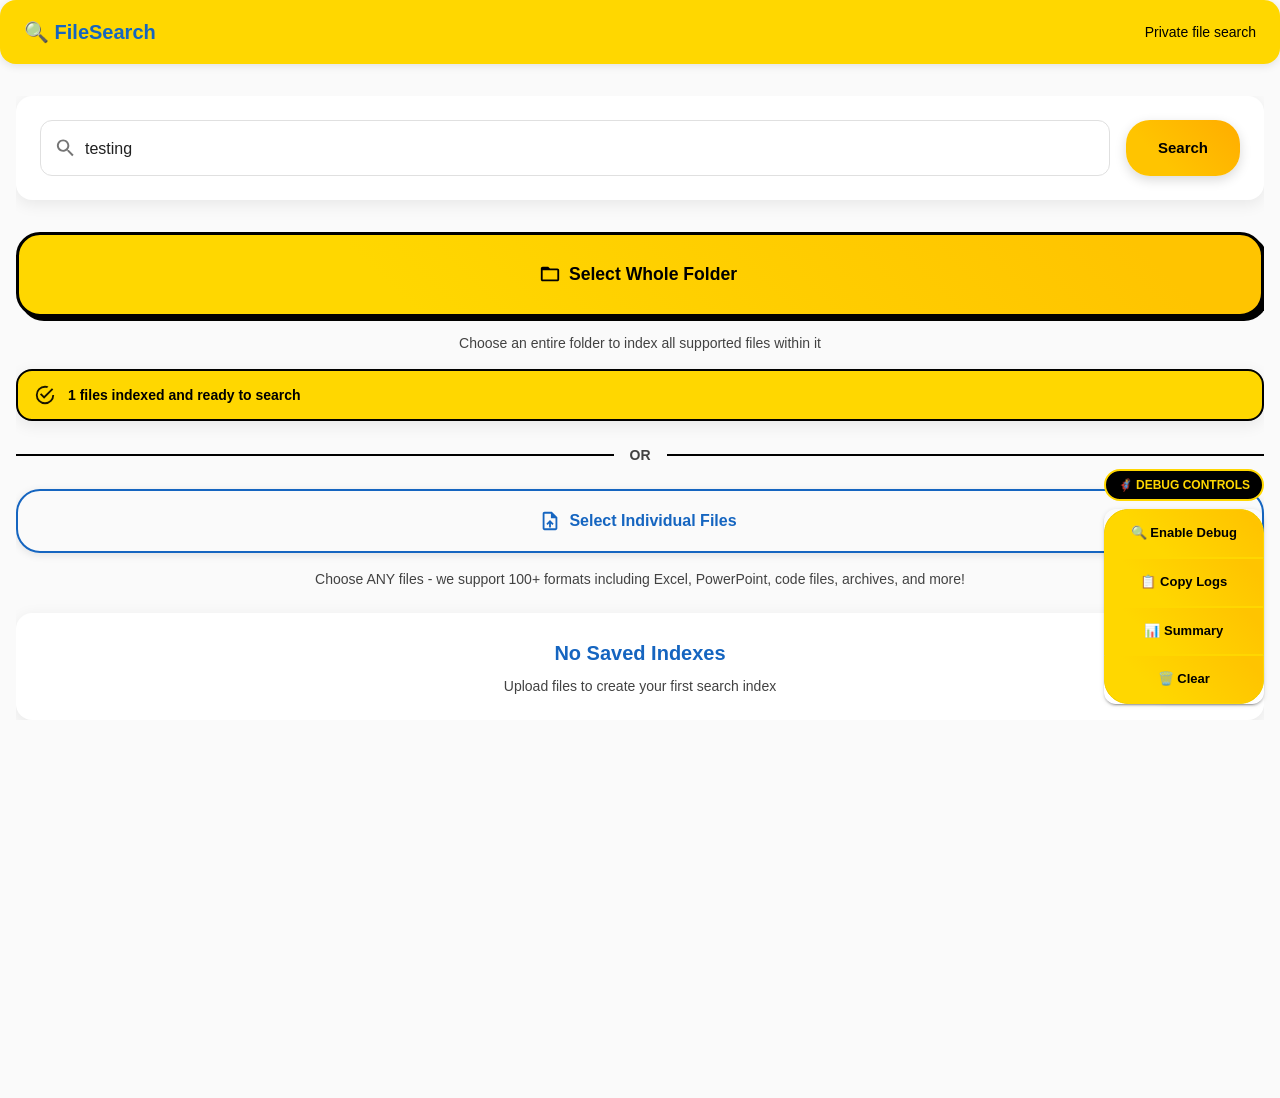 🔍 FileSearch
Private file search
testing
Search
Select Whole Folder
Choose an entire folder to index all supported files within it
1 files indexed and ready to search
OR
🦸 DEBUG CONTROLS
Select Individual Files
🔍 Enable Debug
Choose ANY files - we support 100+ formats including Excel, PowerPoint, code files, archives, and more!
📋 Copy Logs
📊 Summary
No Saved Indexes
Upload files to create your first search index
🗑️ Clear